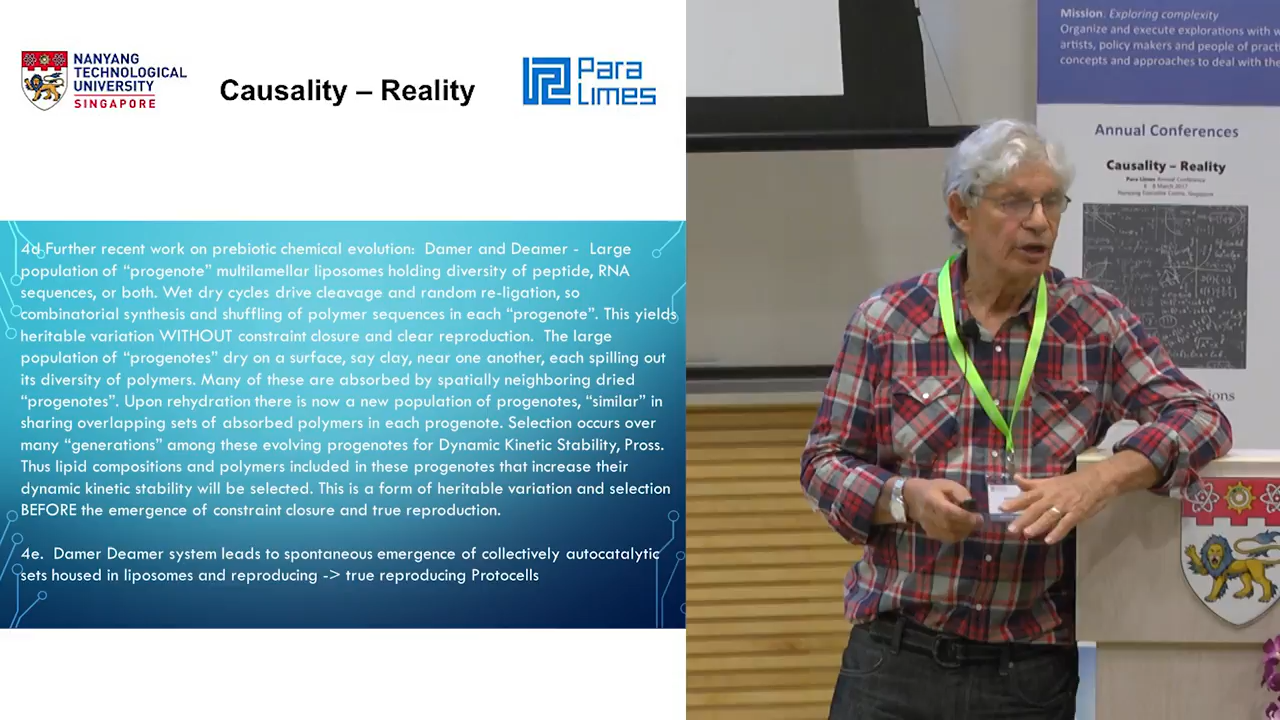 NANYANG
TECHNOLOGICAL
UNIVERSITY
SINGAPORE
Causality – Reality
Para
Limes
4d Further recent work on prebiotic chemical evolution: Damer and Deamer - Large
population of “progenote” multilamellar liposomes holding diversity of peptide, RNA
sequences, or both. Wet dry cycles drive cleavage and random re-ligation, so
combinatorial synthesis and shuffling of polymer sequences in each “progenote”. This yields
heritable variation WITHOUT constraint closure and clear reproduction. The large
population of “progenotes” dry on a surface, say clay, near one another, each spilling out
its diversity of polymers. Many of these are absorbed by spatially neighboring dried
“progenotes”. Upon rehydration there is now a new population of progenotes, “similar” in
sharing overlapping sets of absorbed polymers in each progenote. Selection occurs over
many “generations” among these evolving progenotes for Dynamic Kinetic Stability, Pross.
Thus lipid compositions and polymers included in these progenotes that increase their
dynamic kinetic stability will be selected. This is a form of heritable variation and selection
BEFORE the emergence of constraint closure and true reproduction.
4e. Damer Deamer system leads to spontaneous emergence of collectively autocatalytic
sets housed in liposomes and reproducing -> true reproducing Protocells
Mission. Exploring complexity
Organize and execute explorations with
artists, policy makers and people of
concepts and approaches to deal with the
Annual Conferences
Causality – Reality
Para Limes Annual Conference
March 2017
Nanyang Executive Centre, Singapore